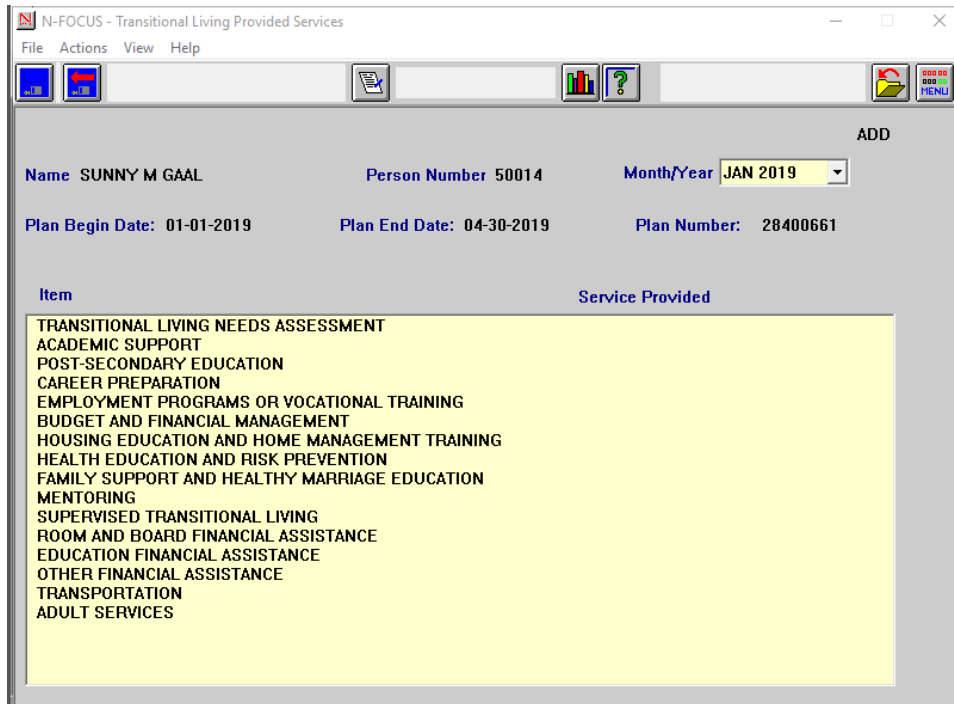 N-FOCUS - Transitional Living Provided Services
File Actions View Help
MENU
ADD
Name SUNNY M GAAL Person Number 50014 Month/Year JAN 2019
Plan Begin Date: 01-01-2019 Plan End Date: 04-30-2019 Plan Number: 28400661
Item Service Provided
TRANSITIONAL LIVING NEEDS ASSESSMENT
ACADEMIC SUPPORT
POST-SECONDARY EDUCATION
CAREER PREPARATION
EMPLOYMENT PROGRAMS OR VOCATIONAL TRAINING
BUDGET AND FINANCIAL MANAGEMENT
HOUSING EDUCATION AND HOME MANAGEMENT TRAINING
HEALTH EDUCATION AND RISK PREVENTION
FAMILY SUPPORT AND HEALTHY MARRIAGE EDUCATION
MENTORING
SUPERVISED TRANSITIONAL LIVING
ROOM AND BOARD FINANCIAL ASSISTANCE
EDUCATION FINANCIAL ASSISTANCE
OTHER FINANCIAL ASSISTANCE
TRANSPORTATION
ADULT SERVICES